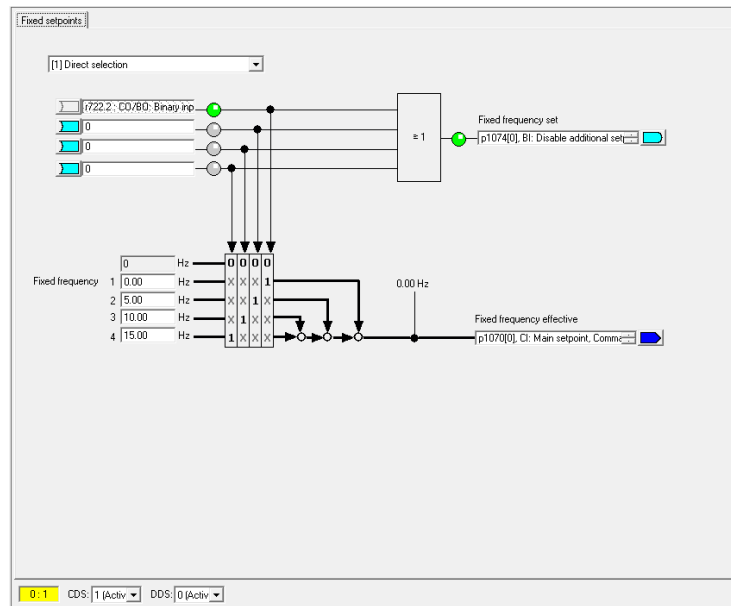 Fixed setpoints
[1] Direct selection
r722.2 : CO/BO: Binary inp
0
Fixed frequency set
0
≥ 1
p1074[0], BI: Disable additional set
0
0 Hz 0 0 0 0
Fixed frequency 1 0.00 Hz X X X 1 0.00 Hz
2 5.00 Hz X X 1 X
3 10.00 Hz X 1 X X Fixed frequency effective
4 15.00 Hz 1 X X X p1070[0], CI: Main setpoint, Comma
0 : 1 CDS: 1 (Activ DDS: 0 (Activ